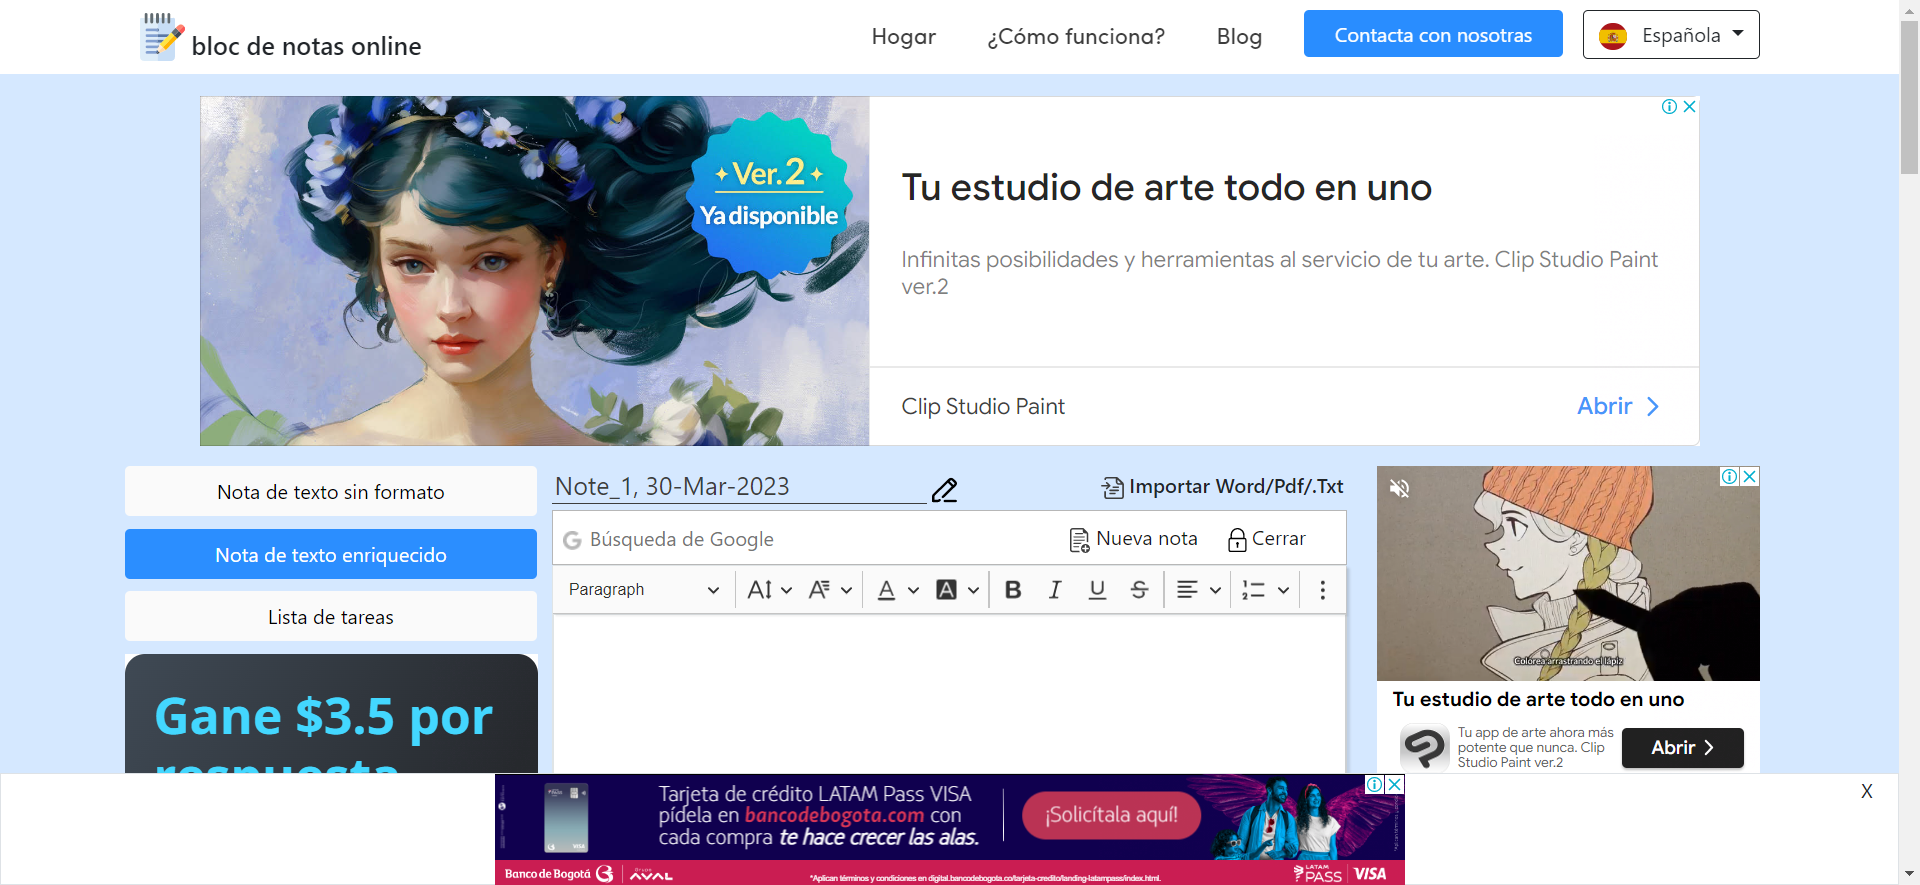 bloc de notas online
Hogar
¿Cómo funciona?
Blog
Contacta con nosotras
Española
Ver.2
Ya disponible
Tu estudio de arte todo en uno
Infinitas posibilidades y herramientas al servicio de tu arte. Clip Studio Paint
ver.2
Clip Studio Paint
Abrir
Nota de texto sin formato
Nota de texto enriquecido
Lista de tareas
Gane $3.5 por
respuesta
Note_1, 30-Mar-2023
Importar Word/Pdf/.Txt
Búsqueda de Google
Nueva nota
Cerrar
Paragraph
Colorea arrastrando el lápiz
Tu estudio de arte todo en uno
Tu app de arte ahora más
potente que nunca. Clip
Studio Paint ver.2
Abrir
Tarjeta de crédito LATAM Pass VISA
pídela en bancodebogota.com con
cada compra te hace crecer las alas.
¡Solicítala aquí!
X
Banco de Bogotá
Grupo
AVAL
*Aplican términos y condiciones en digital.bancodebogota.co/tarjeta-credito/landing-latampass/index.html.
LATAM
PASS
VISA